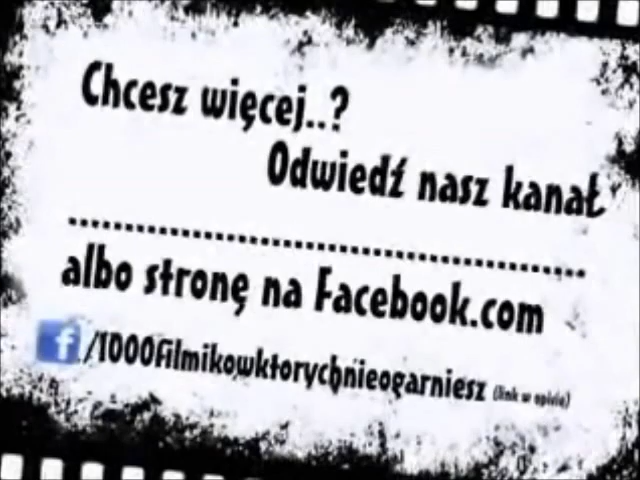 Chcesz więcej..?
Odwiedź nasz kanał
albo stronę na Facebook.com
f /1000filmikowktorychnieogarniesz (link w opisie)